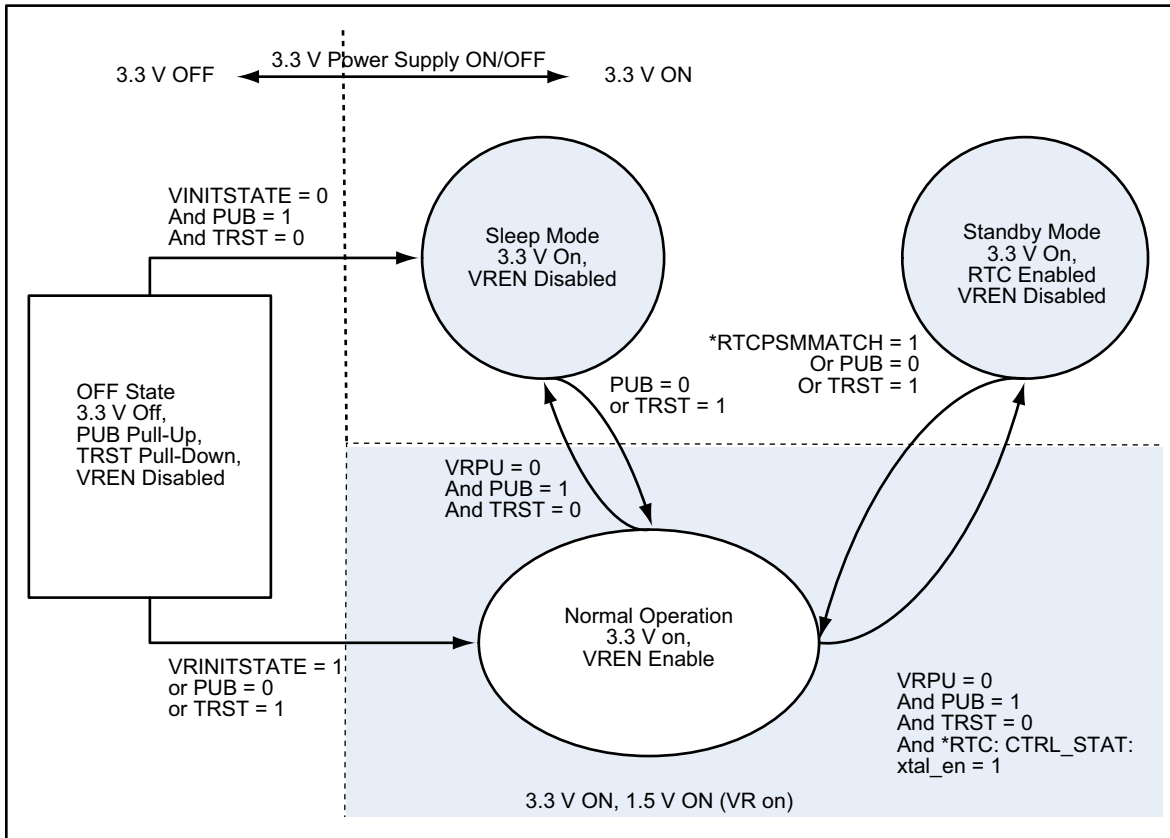 3.3 V Power Supply ON/OFF
3.3 V OFF
3.3 V ON
VINITSTATE = 0
And PUB = 1
And TRST = 0
Sleep Mode
3.3 V On,
VREN Disabled
Standby Mode
3.3 V On,
RTC Enabled
VREN Disabled
OFF State
3.3 V Off,
PUB Pull-Up,
TRST Pull-Down,
VREN Disabled
*RTCPSMMATCH = 1
Or PUB = 0
Or TRST = 1
PUB = 0
or TRST = 1
VRPU = 0
And PUB = 1
And TRST = 0
Normal Operation
3.3 V on,
VREN Enable
VRINITSTATE = 1
or PUB = 0
or TRST = 1
VRPU = 0
And PUB = 1
And TRST = 0
And *RTC: CTRL_STAT:
xtal_en = 1
3.3 V ON, 1.5 V ON (VR on)